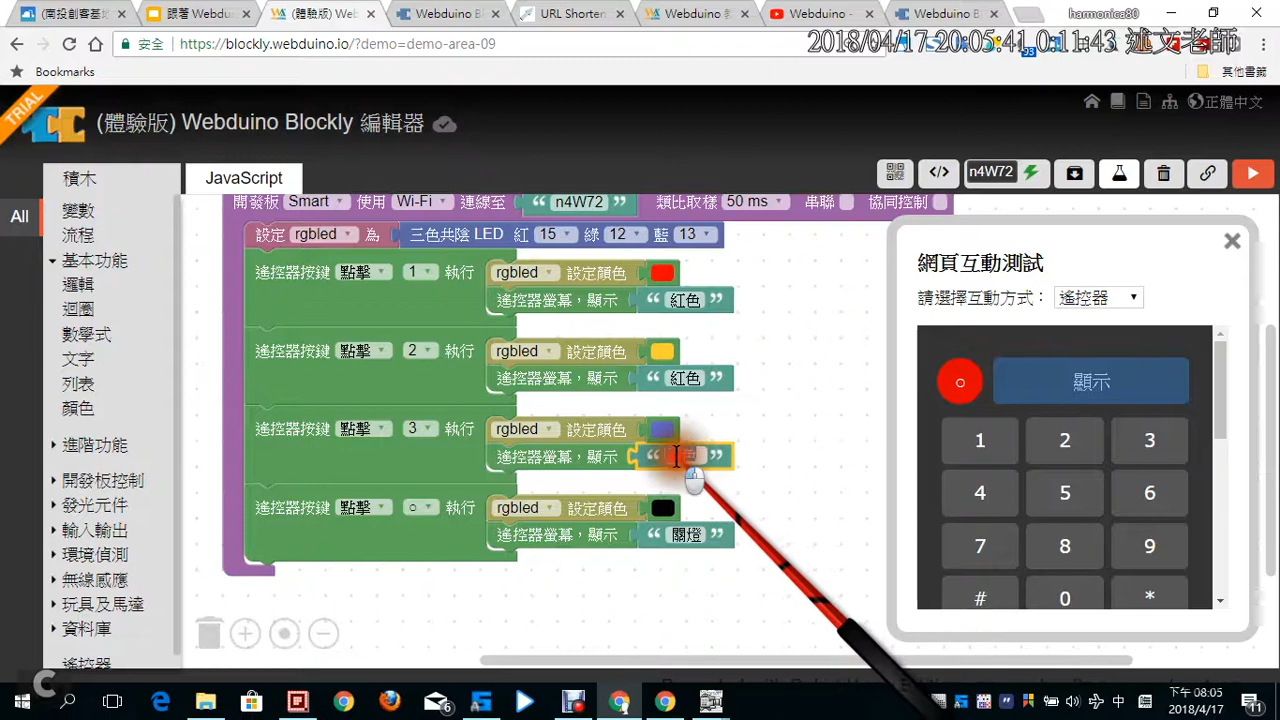 (南投創客基地
跟著 Webduino
(體驗版) Web
Webduino Bl
URL Shorten
Webduino 教
Webduino
Webduino B
harmonica80
安全
https://blockly.webduino.io/?demo=demo-area-09
2018/04/17 20:05:41 0:11:43 述文老師
Bookmarks
其他書籤
TRIAL
(體驗版) Webduino Blockly 編輯器
正體中文
積木
JavaScript
n4W72
All
變數
流程
基本功能
邏輯
迴圈
數學式
文字
列表
顏色
進階功能
開發板控制
發光元件
輸入輸出
環境偵測
無線感應
玩具及馬達
資料庫
遙控器
開發板 Smart 使用 Wi-Fi 連線至 “ n4W72 ” 類比取樣 50 ms 串聯 協同控制
設定 rgbled 為 三色共陰 LED 紅 15 綠 12 藍 13
遙控器按鍵 點擊 1 執行 rgbled 設定顏色
遙控器螢幕，顯示 “ 紅色 ”
遙控器按鍵 點擊 2 執行 rgbled 設定顏色
遙控器螢幕，顯示 “ 紅色 ”
遙控器按鍵 點擊 3 執行 rgbled 設定顏色
遙控器螢幕，顯示 “ 色 ”
遙控器按鍵 點擊 ○ 執行 rgbled 設定顏色
遙控器螢幕，顯示 “ 關燈 ”
網頁互動測試
請選擇互動方式： 遙控器
○ 顯示
1 2 3
4 5 6
7 8 9
# 0 *
中
下午 08:05
2018/4/17
6
11